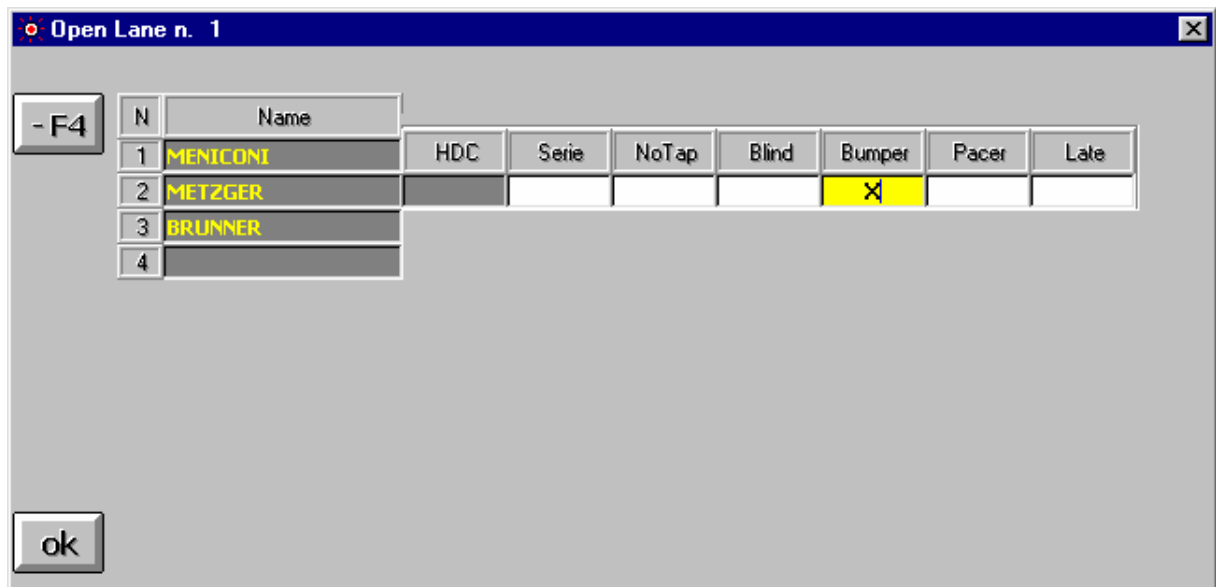 Open Lane n. 1
- F4
N Name
1 MENICONI HDC Serie NoTap Blind Bumper Pacer Late
2 METZGER X
3 BRUNNER
4
ok